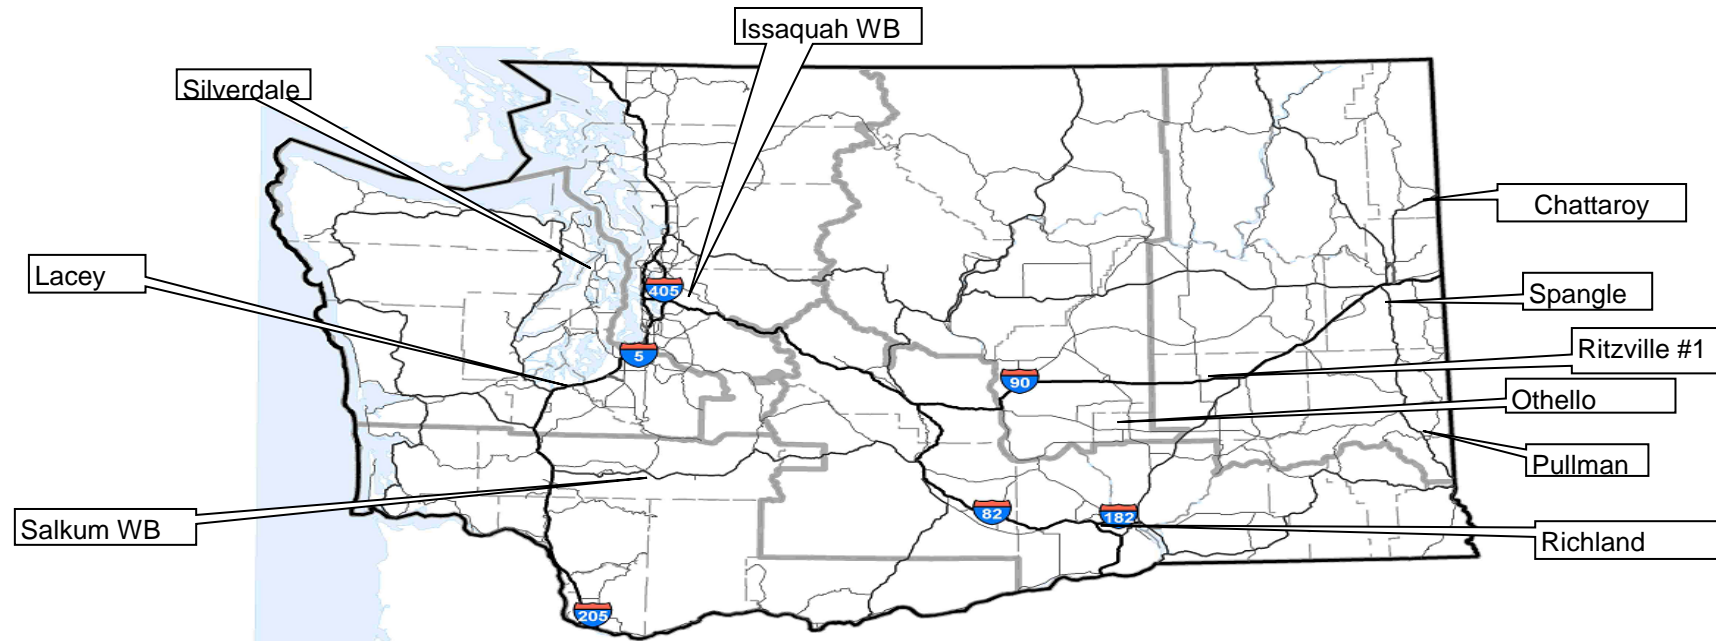 Issaquah WB
Silverdale
Chattaroy
Lacey
405
Spangle
5
Ritzville #1
90
Othello
Pullman
82
182
Salkum WB
Richland
205